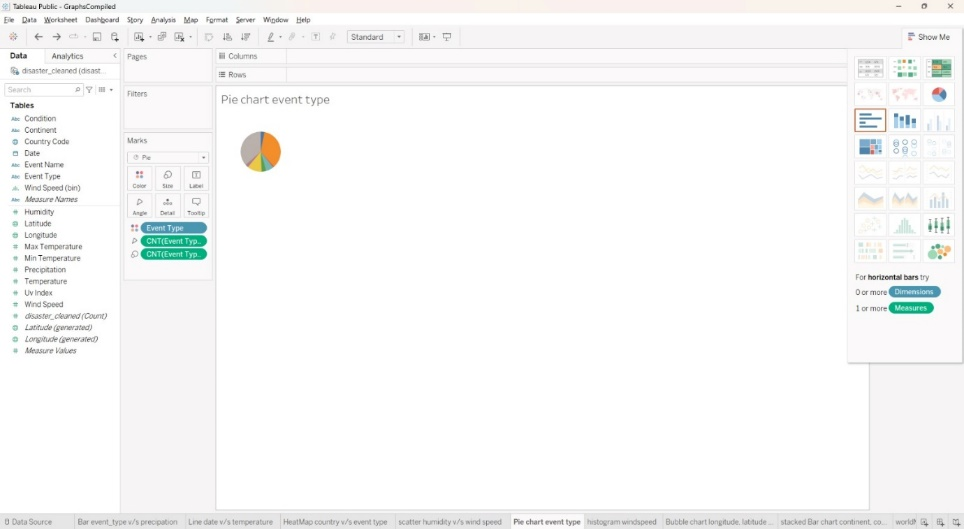 Tableau Public - GraphsCompiled
File Data Worksheet Dashboard Story Analysis Map Format Server Window Help
Standard
Show Me
Data Analytics
disaster_cleaned (disast...
Search
Tables
Abc Condition
Abc Continent
Country Code
Date
Abc Event Name
Abc Event Type
Wind Speed (bin)
Abc Measure Names
# Humidity
Latitude
Longitude
# Max Temperature
# Min Temperature
# Precipitation
# Temperature
# Uv Index
# Wind Speed
# disaster_cleaned (Count)
Latitude (generated)
Longitude (generated)
# Measure Values
Pages
Filters
Marks
Pie
Color Size Label
Angle Detail Tooltip
Event Type
CNT(Event Typ..
CNT(Event Typ..
Columns
Rows
Pie chart event type
For horizontal bars try
0 or more Dimensions
1 or more Measures
Data Source Bar event_type v/s precipation Line date v/s temperature HeatMap country v/s event type scatter humidity v/s wind speed Pie chart event type histogram windspeed Bubble chart longitude, latitude ... stacked Bar chart continent, co...